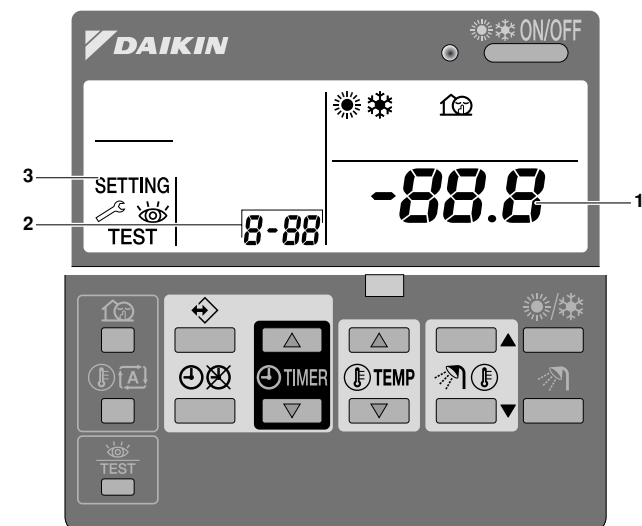 DAIKIN
ON/OFF
3
SETTING
-88.8
1
2
8-88
TEST
TIMER
TEMP
A
TEST